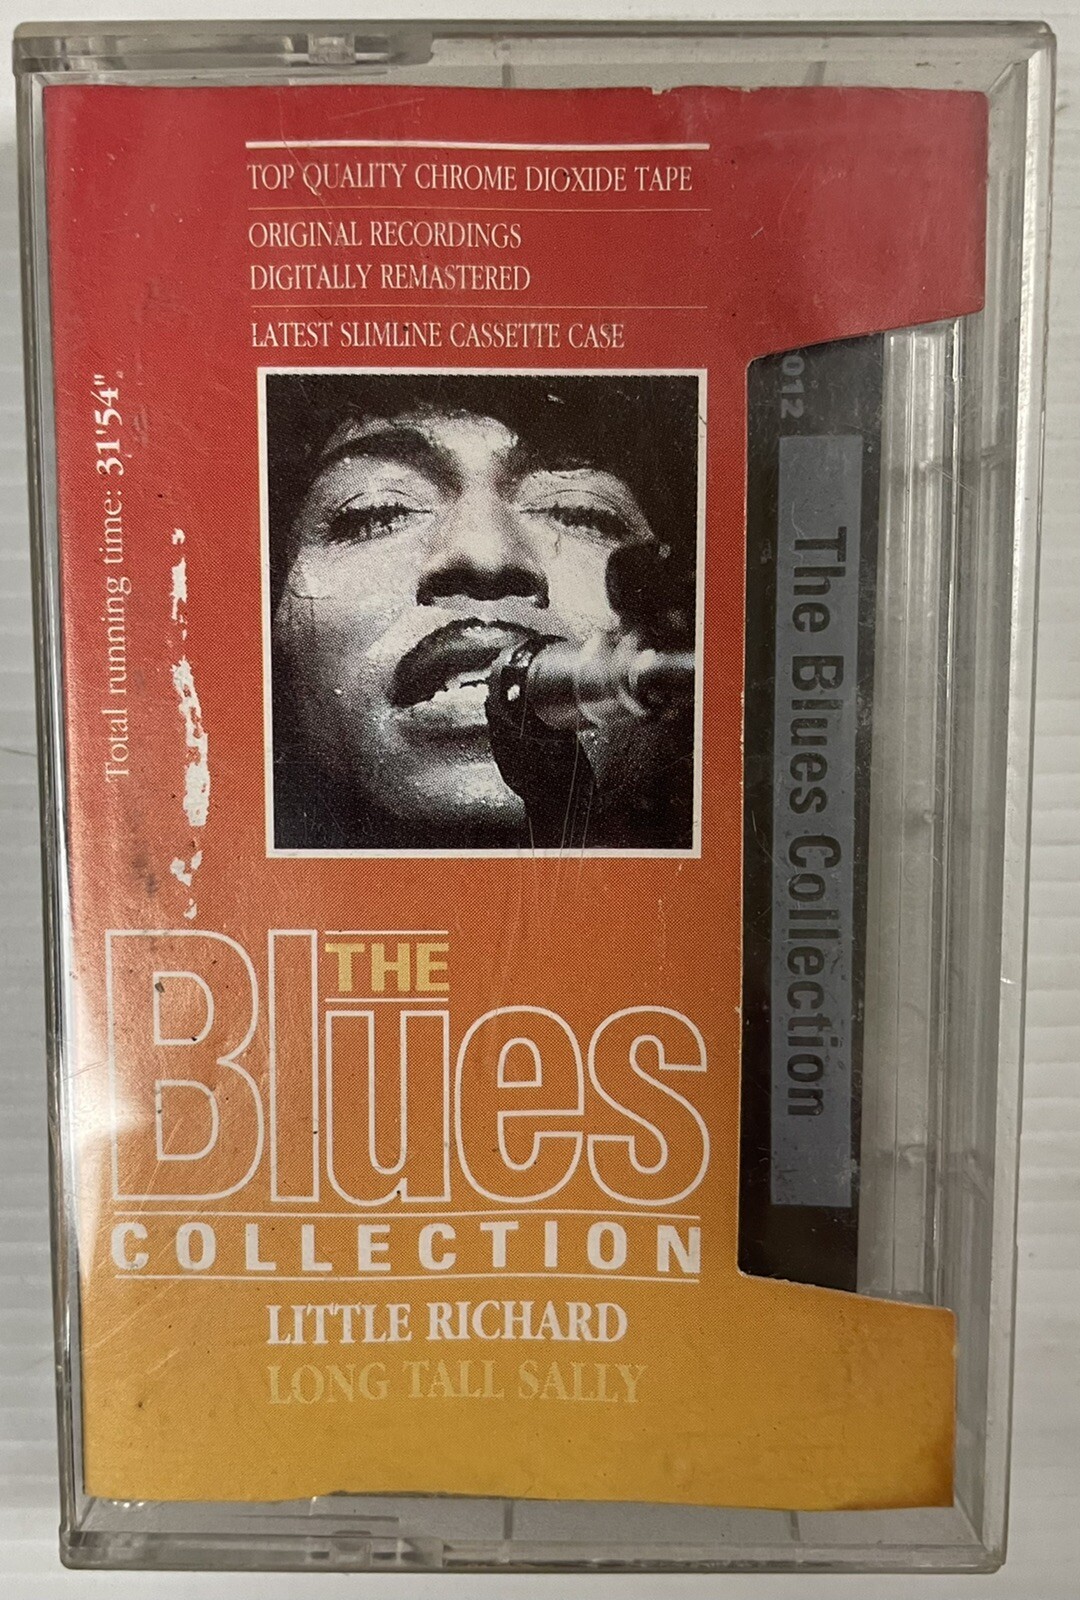 TOP QUALITY CHROME DIOXIDE TAPE
ORIGINAL RECORDINGS
DIGITALLY REMASTERED
LATEST SLIMLINE CASSETTE CASE
Total running time: 31'54"
012
The Blues Collection
THE
Blues
COLLECTION
LITTLE RICHARD
LONG TALL SALLY